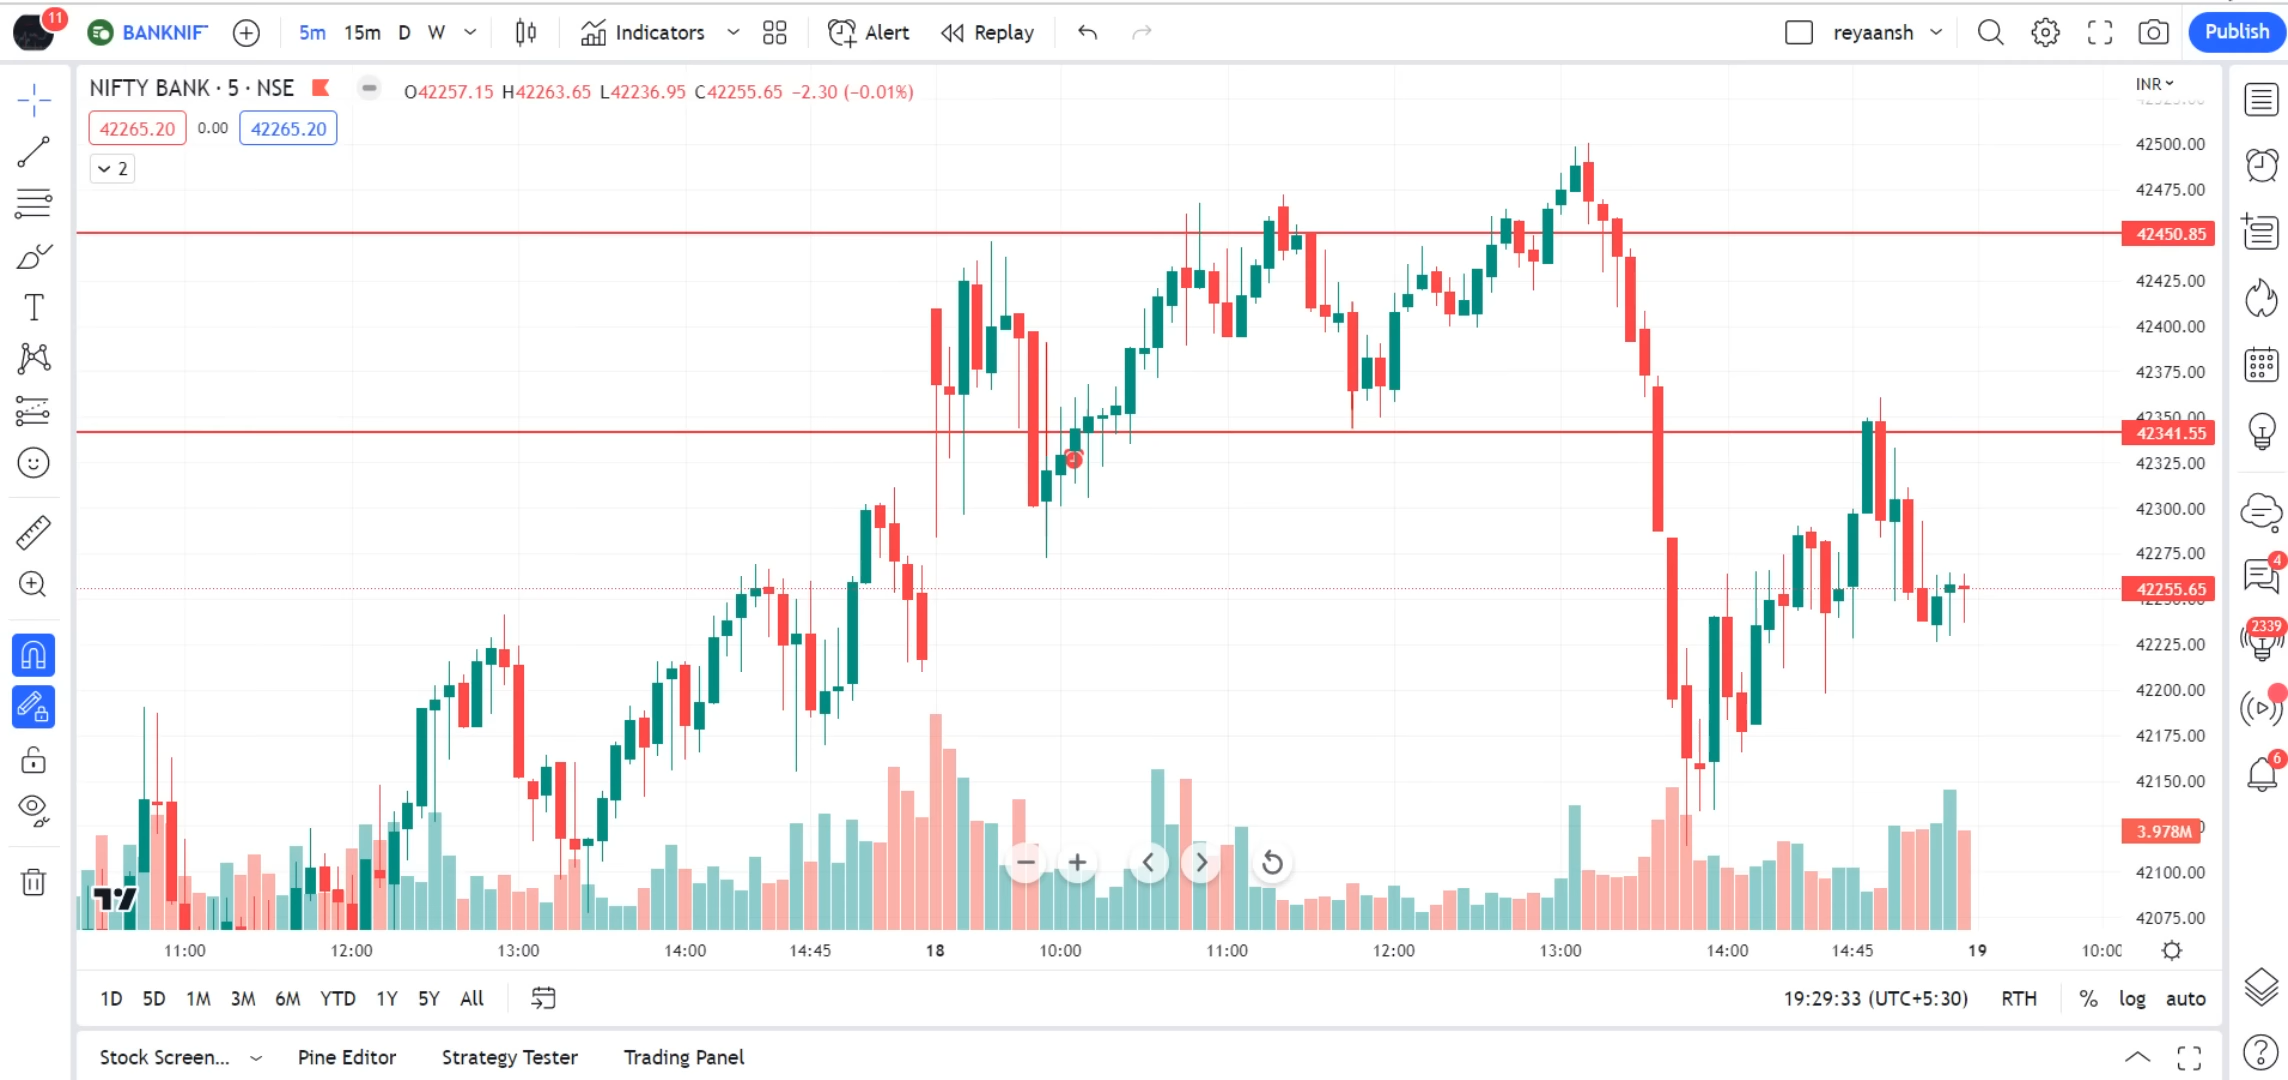 11
BANKNIF
5m 15m D W
Indicators
Alert
Replay
reyaansh
Publish
NIFTY BANK · 5 · NSE
O42257.15 H42263.65 L42236.95 C42255.65 −2.30 (−0.01%)
INR
42265.20 0.00 42265.20
2
42500.00
42475.00
42450.85
42425.00
42400.00
42375.00
42350.00
42341.55
42325.00
42300.00
42275.00
42255.65
42225.00
42200.00
42175.00
42150.00
3.978M
42100.00
42075.00
4
2339
6
11:00 12:00 13:00 14:00 14:45 18 10:00 11:00 12:00 13:00 14:00 14:45 19 10:00
1D 5D 1M 3M 6M YTD 1Y 5Y All
19:29:33 (UTC+5:30) RTH % log auto
Stock Screen... Pine Editor Strategy Tester Trading Panel